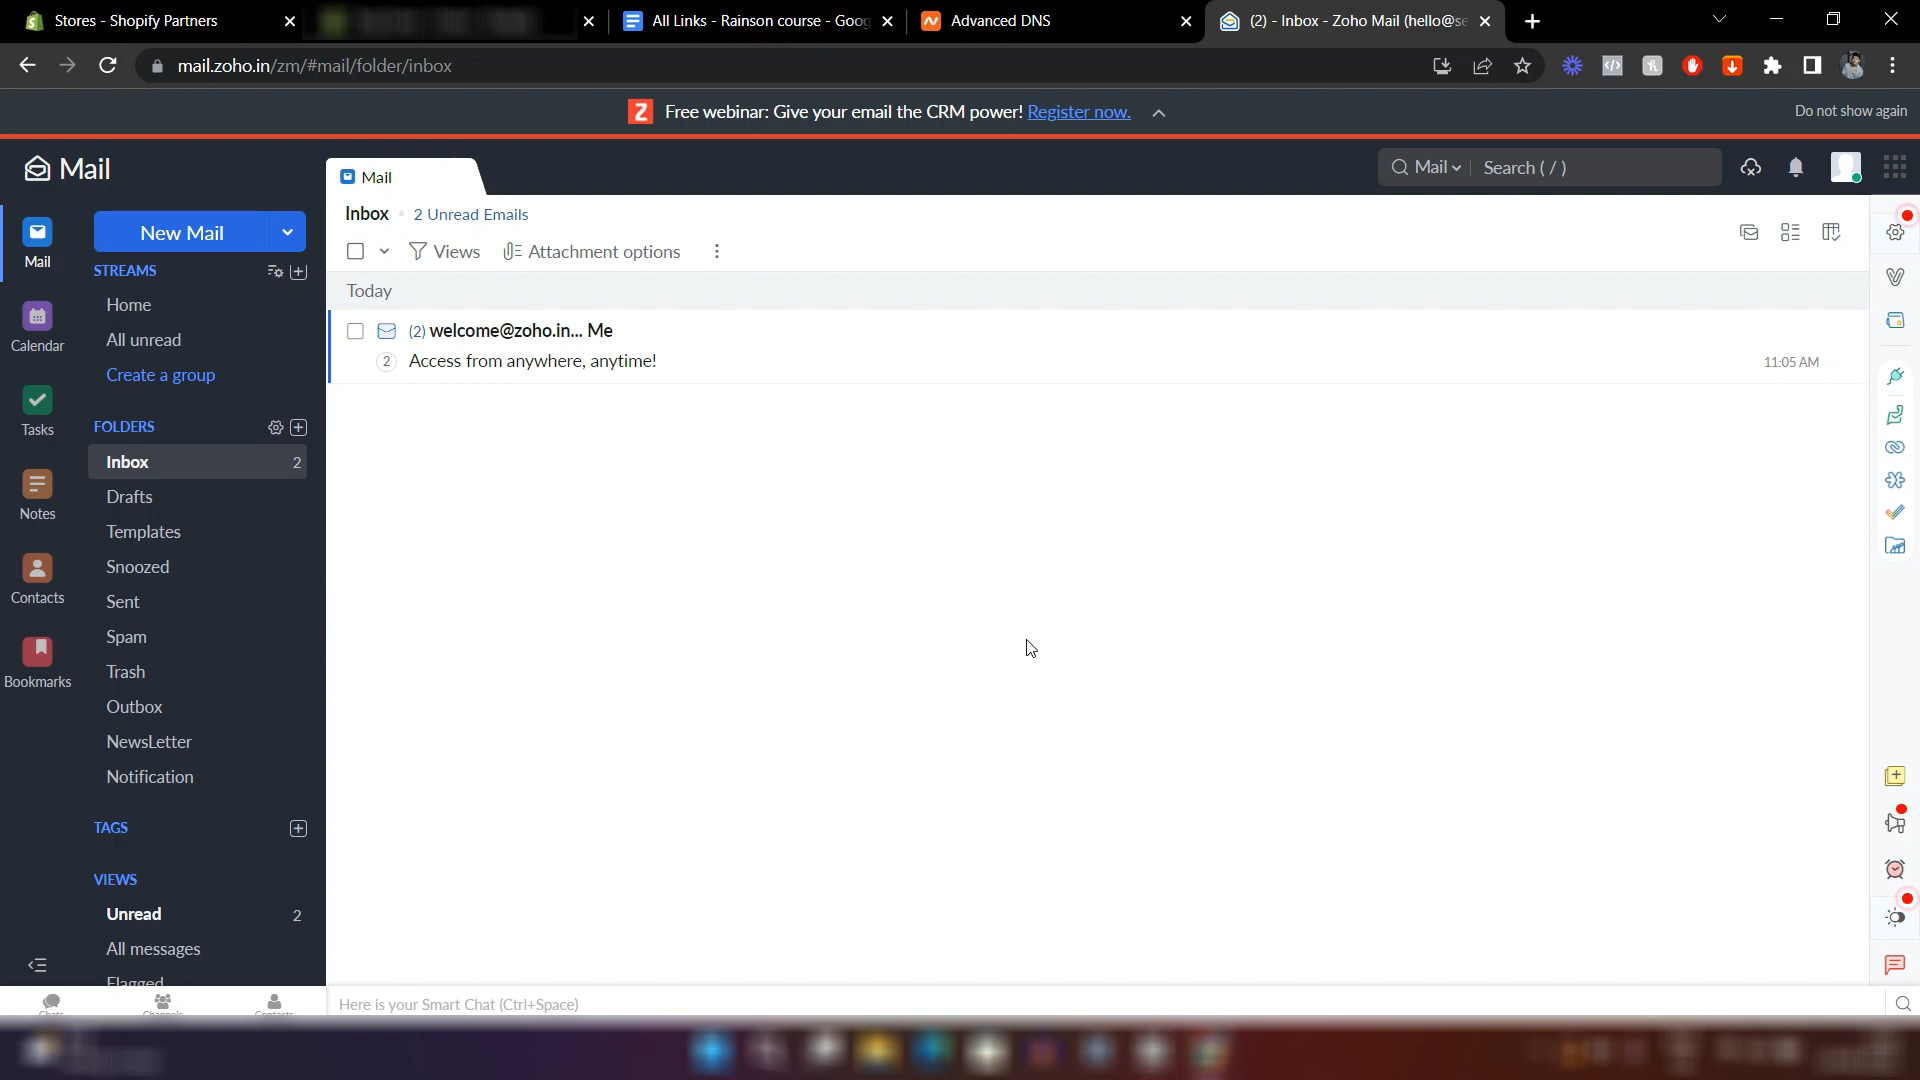 Stores - Shopify Partners
All Links - Rainson course - Goog
Advanced DNS
(2) - Inbox - Zoho Mail (hello@se
mail.zoho.in/zm/#mail/folder/inbox
Free webinar: Give your email the CRM power! Register now.
Do not show again
Mail
Mail
Mail
Search ( / )
Inbox
2 Unread Emails
Views
Attachment options
Today
(2) welcome@zoho.in... Me
2
Access from anywhere, anytime!
11:05 AM
Mail
Calendar
Tasks
Notes
Contacts
Bookmarks
New Mail
STREAMS
Home
All unread
Create a group
FOLDERS
Inbox
2
Drafts
Templates
Snoozed
Sent
Spam
Trash
Outbox
NewsLetter
Notification
TAGS
VIEWS
Unread
2
All messages
Flagged
Chats
Channels
Contacts
Here is your Smart Chat (Ctrl+Space)